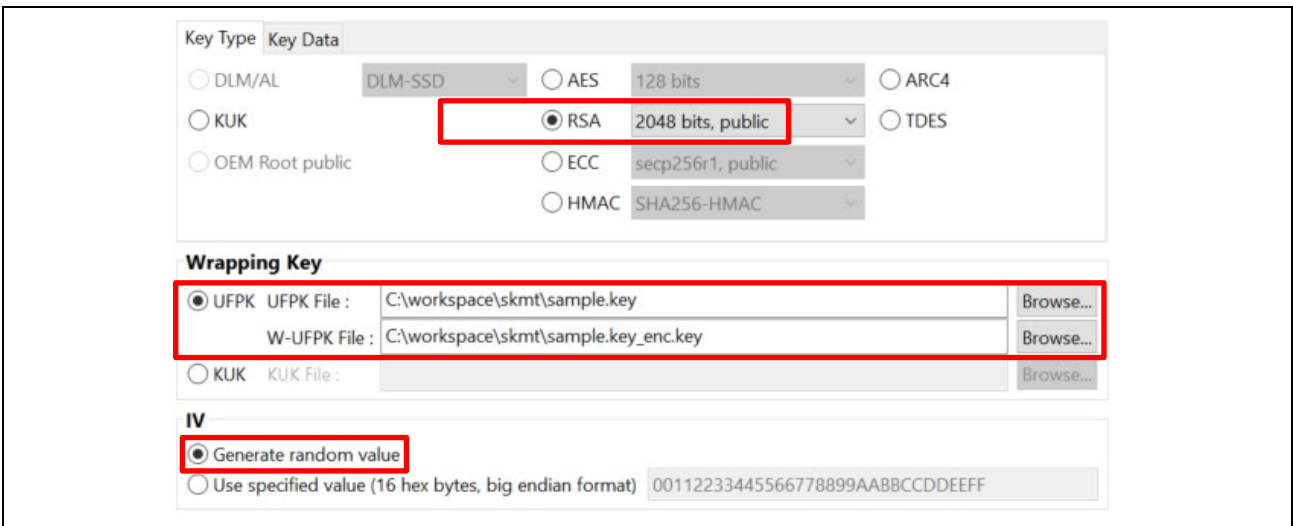 Key Type Key Data
DLM/AL DLM-SSD AES 128 bits ARC4
KUK RSA 2048 bits, public TDES
OEM Root public ECC secp256r1, public
HMAC SHA256-HMAC
Wrapping Key
UFPK UFPK File : C:\workspace\skmt\sample.key Browse...
W-UFPK File : C:\workspace\skmt\sample.key_enc.key Browse...
KUK KUK File : Browse...
IV
Generate random value
Use specified value (16 hex bytes, big endian format) 00112233445566778899AABBCCDDEEFF